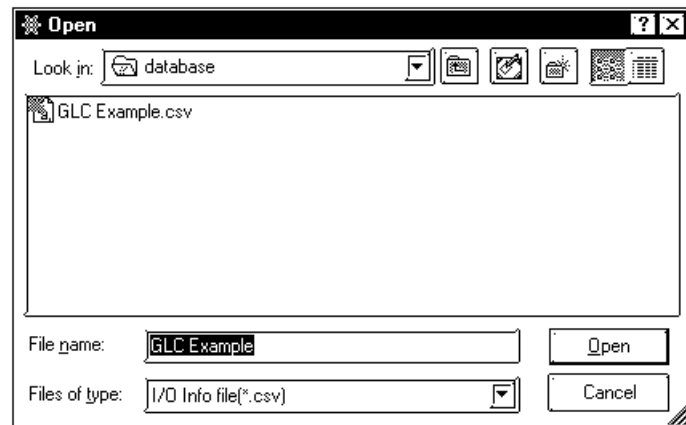 Open
Look in: database
GLC Example.csv
File name: GLC Example Open
Files of type: I/O Info file(*.csv) Cancel